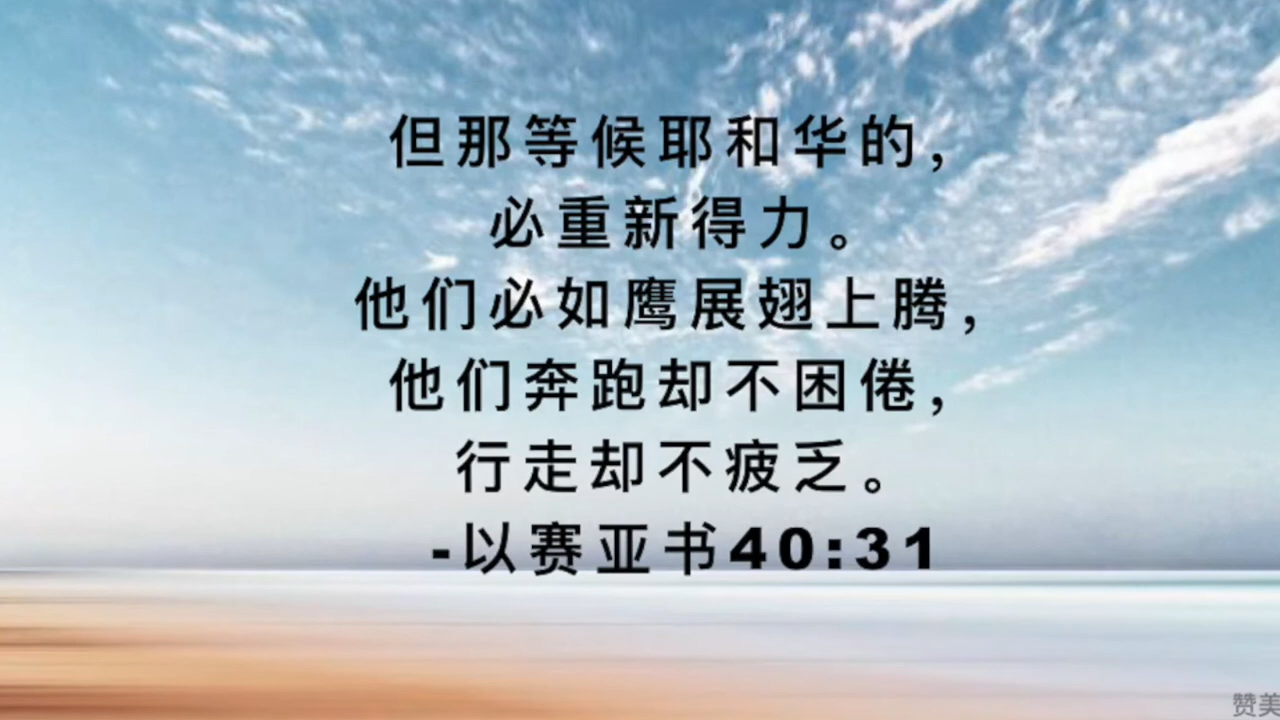 但那等候耶和华的,
必重新得力。
他们必如鹰展翅上腾,
他们奔跑却不困倦,
行走却不疲乏。
-以赛亚书40:31
赞美